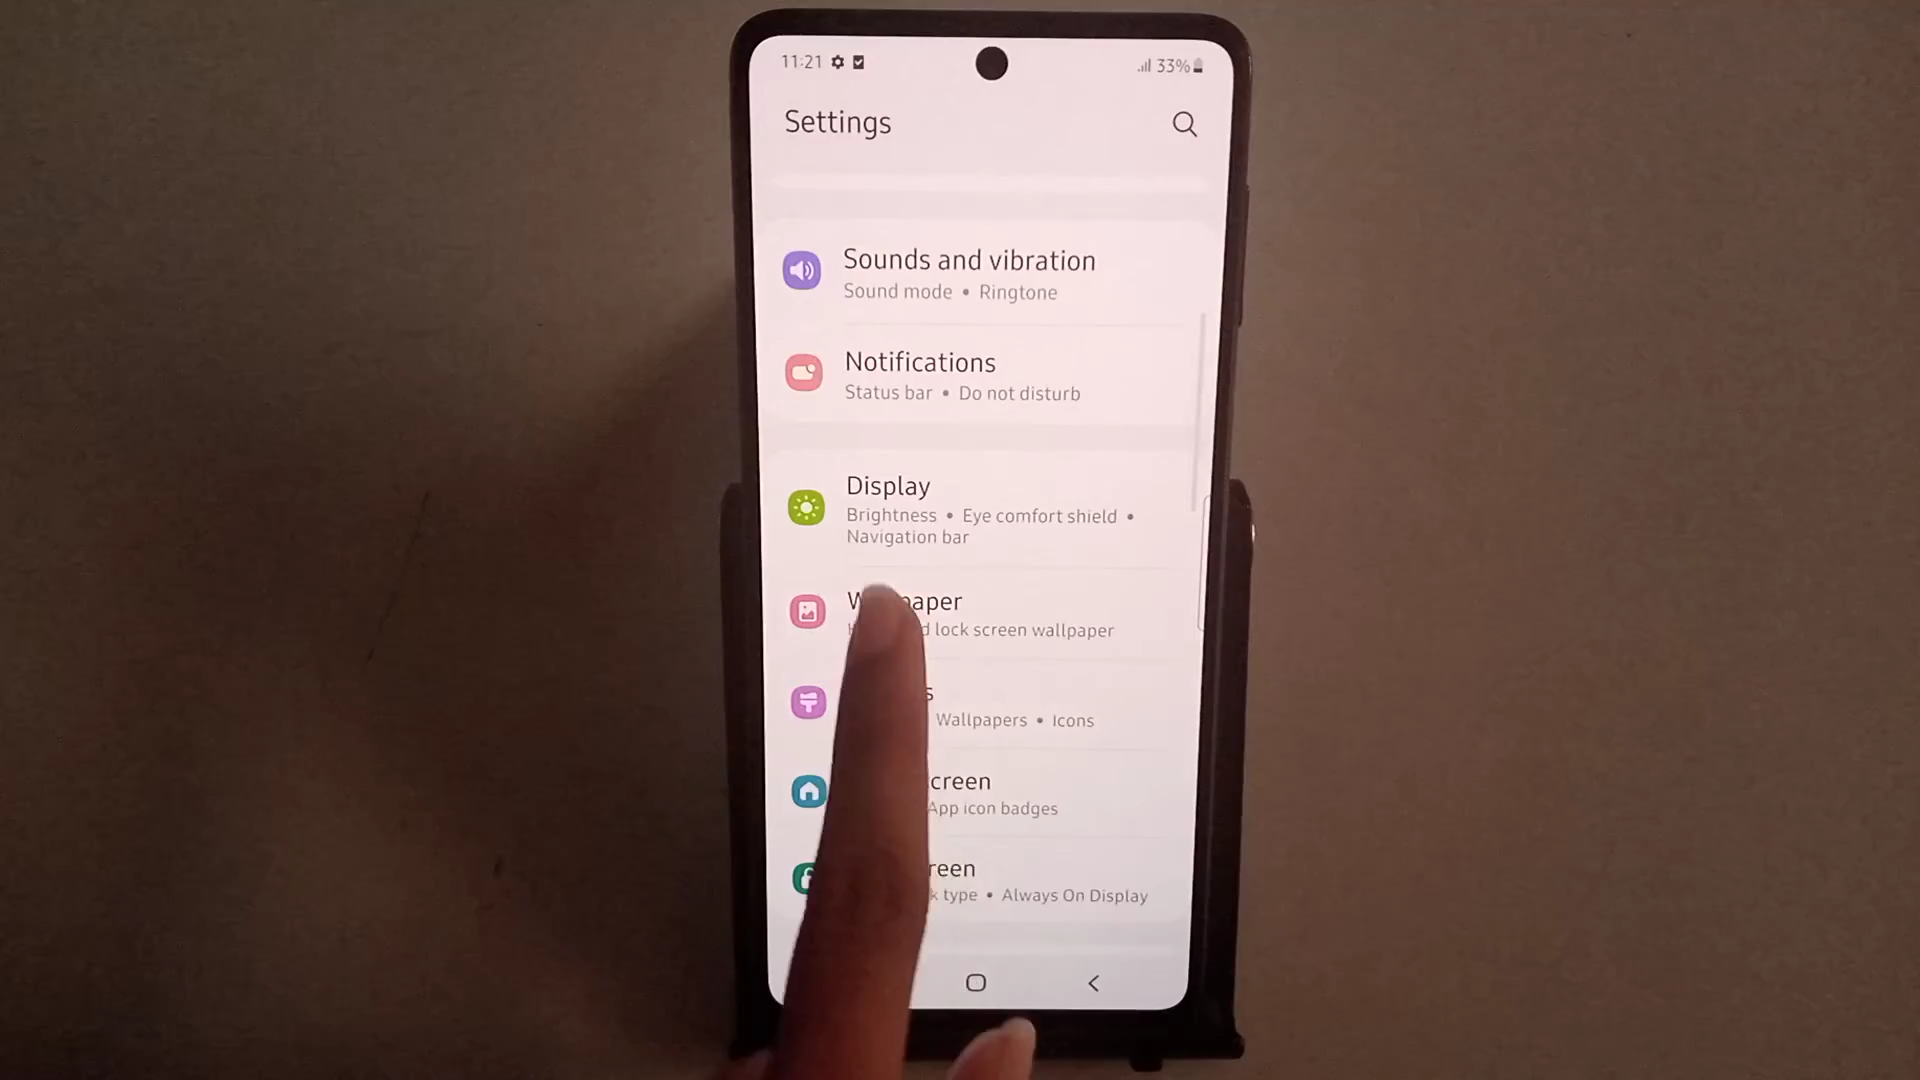 11:21
33%
Settings
Sounds and vibration
Sound mode • Ringtone
Notifications
Status bar • Do not disturb
Display
Brightness • Eye comfort shield •
Navigation bar
lock screen wallpaper
Wallpapers • Icons
App icon badges
type • Always On Display